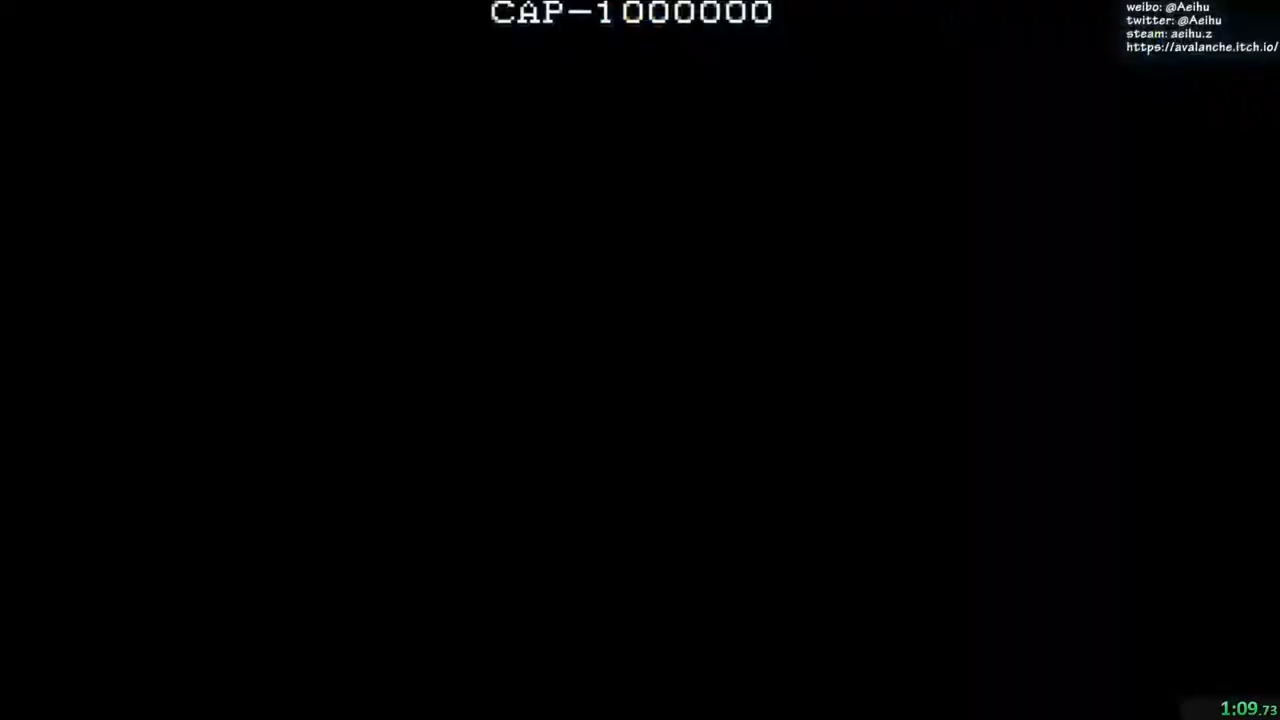 CAP-1000000
weibo: @Aeihu
twitter: @Aeihu
steam: aeihu.z
https://avalanche.itch.io/
1:09.73